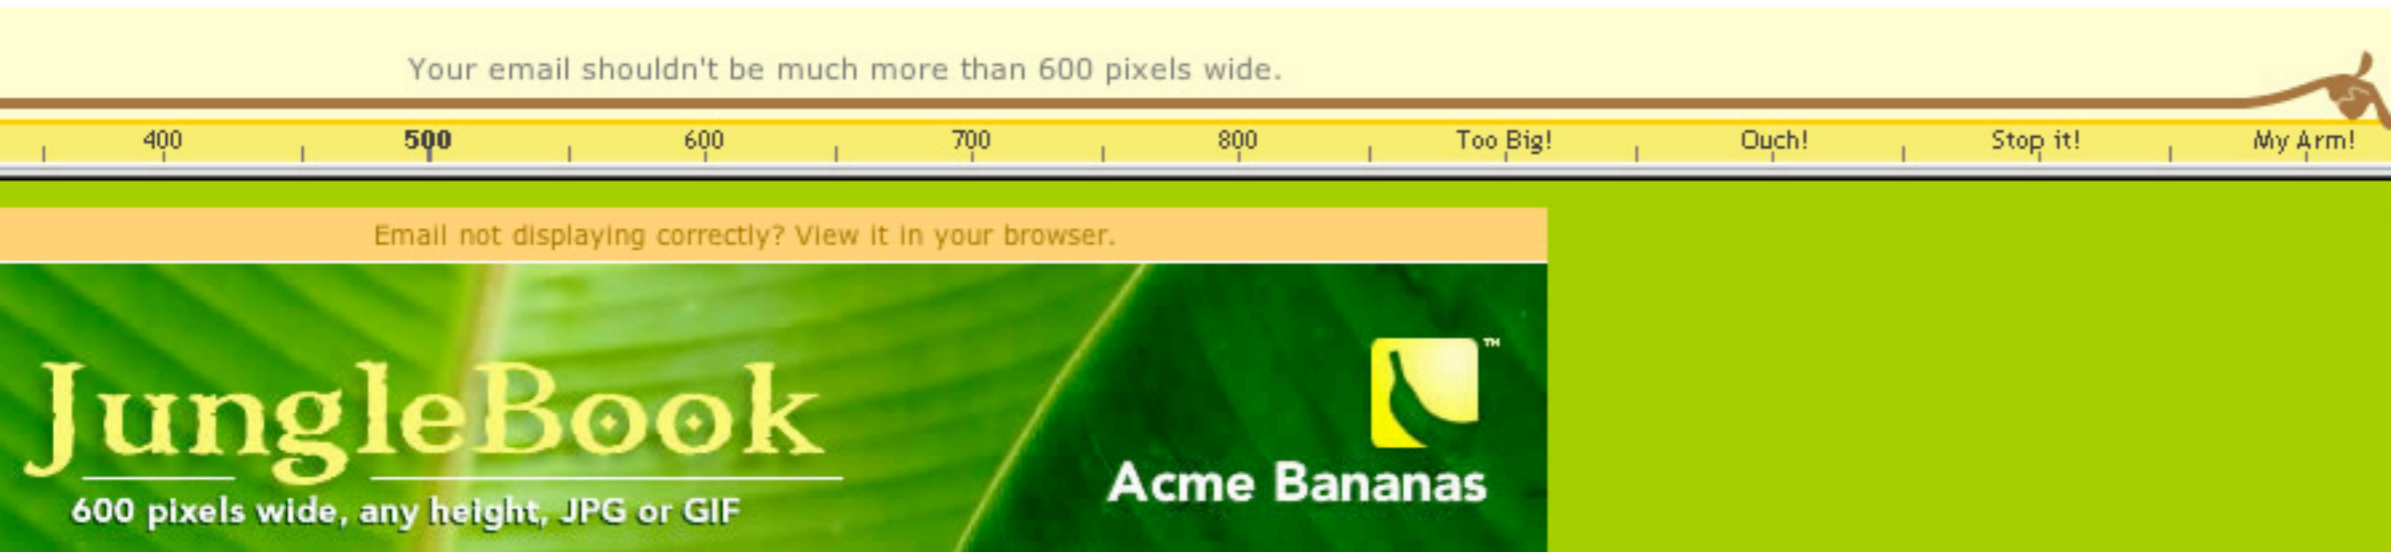 Your email shouldn't be much more than 600 pixels wide.
400 500 600 700 800 Too Big! Ouch! Stop it! My Arm!
Email not displaying correctly? View it in your browser.
TM
JungleBook
Acme Bananas
600 pixels wide, any height, JPG or GIF